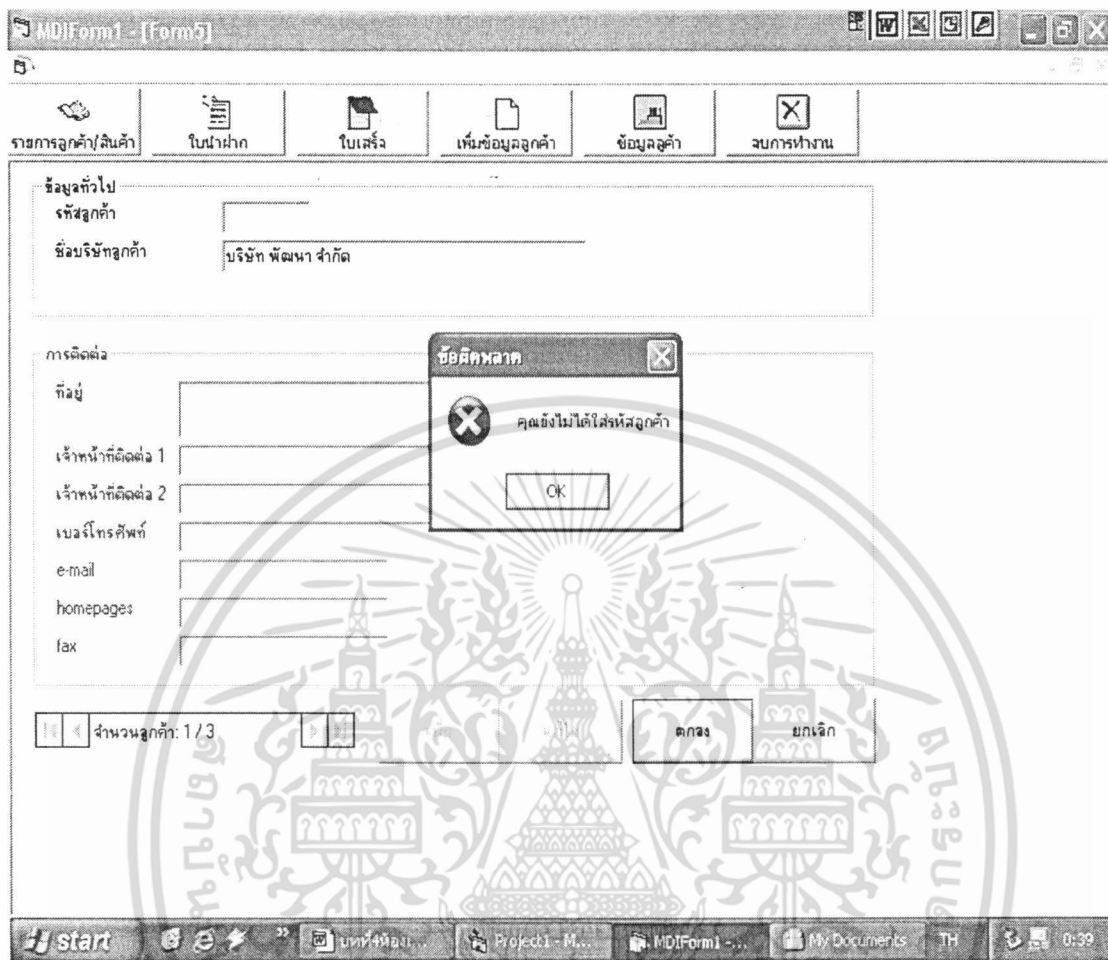 MDIForm1 - [Form5]
รายการลูกค้า/สินค้า
ใบนำฝาก
ใบเสร็จ
เพิ่มข้อมูลลูกค้า
ข้อมูลลูค้า
จบการทำงาน
ข้อมูลทั่วไป
รหัสลูกค้า
ชื่อบริษัทลูกค้า
บริษัท พัฒนา จำกัด
การติดต่อ
ที่อยู่
เจ้าหน้าที่ติดต่อ 1
เจ้าหน้าที่ติดต่อ 2
เบอร์โทรศัพท์
e-mail
homepages
fax
ข้อผิดพลาด
คุณยังไม่ได้ใส่รหัสลูกค้า
OK
จำนวนลูกค้า: 1 / 3
ตกลง
ยกเลิก
start
บทที่4ห้อง...
Project1 - M...
MDIForm1 -...
My Documents
TH
0:39